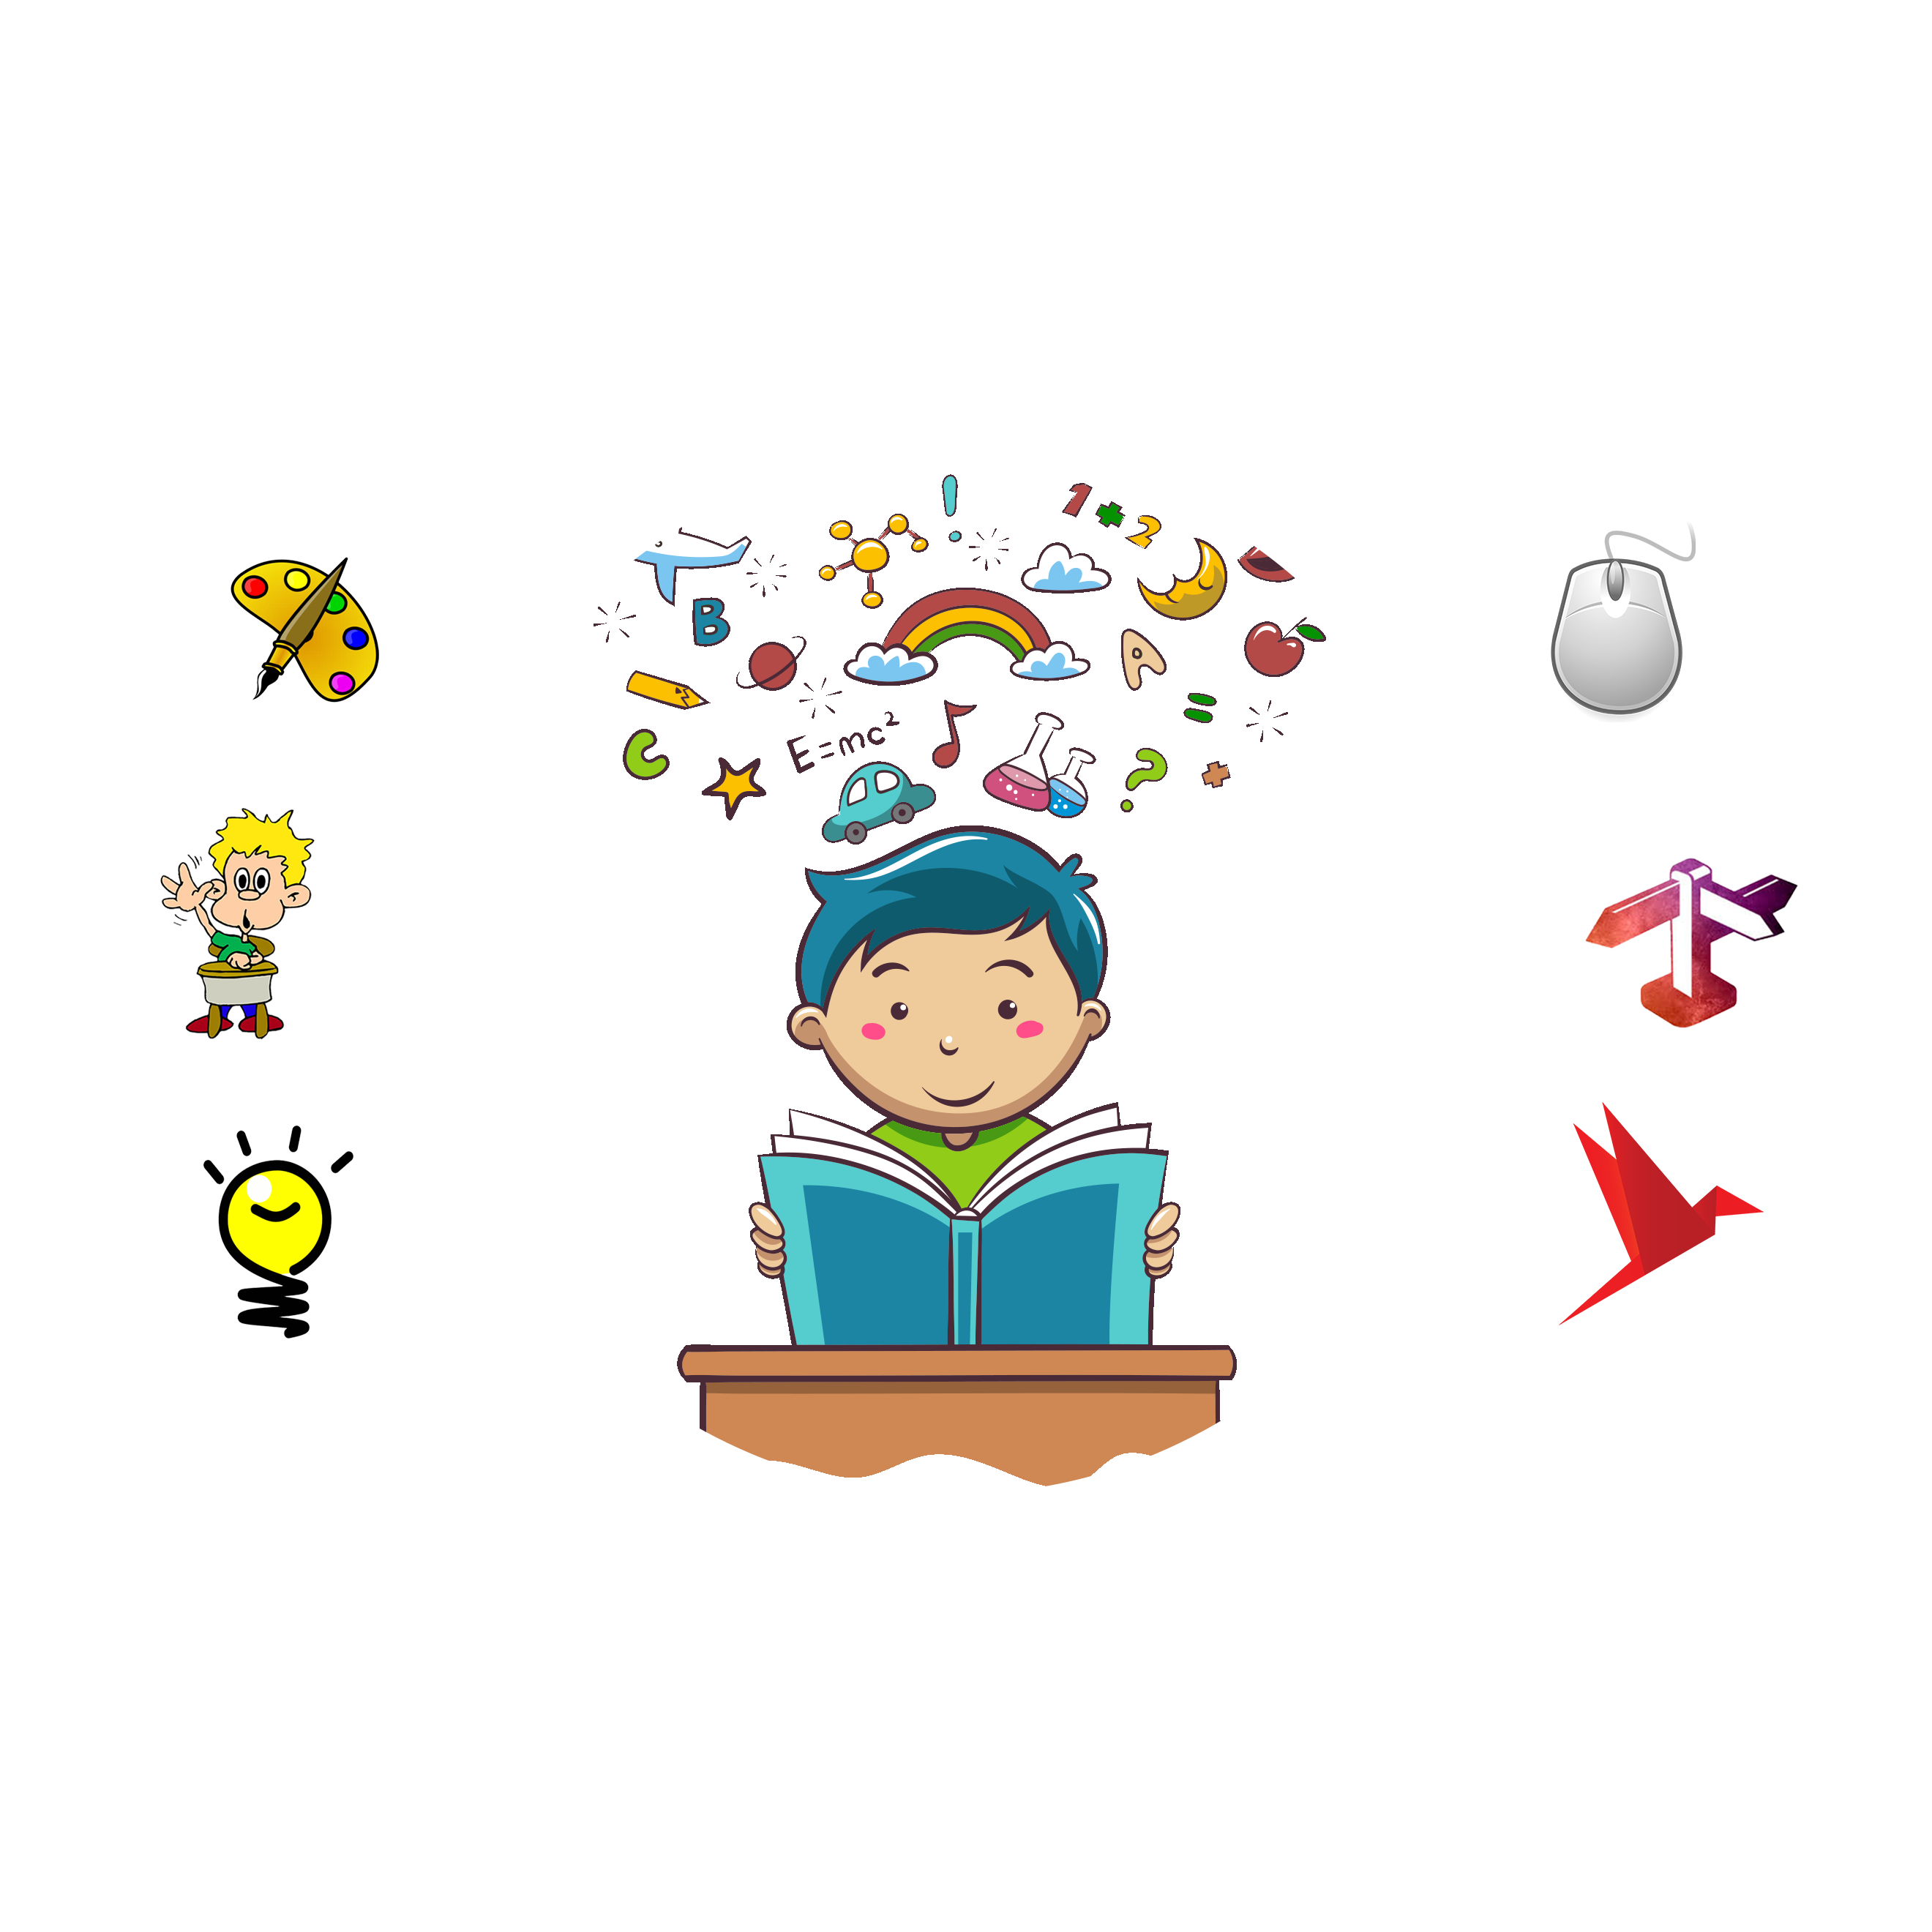 !
1+2
B
A
=
C
E=mc²
?
+